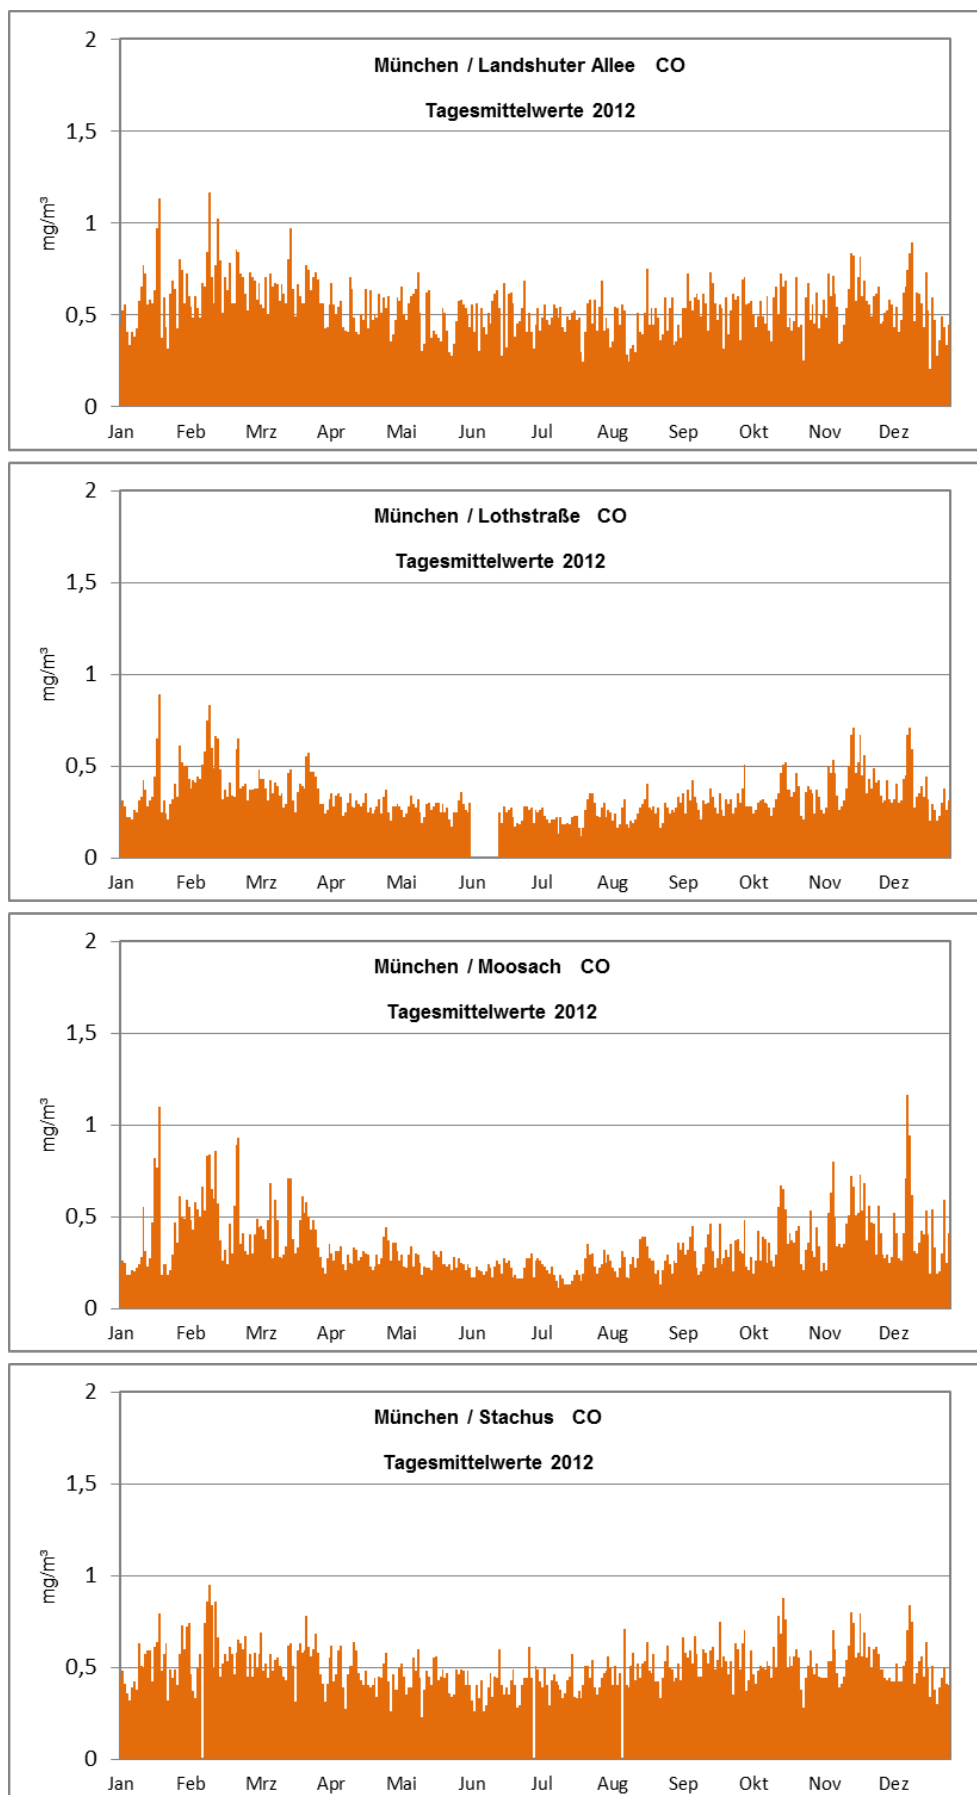 München / Landshuter Allee CO
Tagesmittelwerte 2012
mg/m³
2
1,5
1
0,5
0
Jan Feb Mrz Apr Mai Jun Jul Aug Sep Okt Nov Dez
München / Lothstraße CO
Tagesmittelwerte 2012
mg/m³
2
1,5
1
0,5
0
Jan Feb Mrz Apr Mai Jun Jul Aug Sep Okt Nov Dez
München / Moosach CO
Tagesmittelwerte 2012
mg/m³
2
1,5
1
0,5
0
Jan Feb Mrz Apr Mai Jun Jul Aug Sep Okt Nov Dez
München / Stachus CO
Tagesmittelwerte 2012
mg/m³
2
1,5
1
0,5
0
Jan Feb Mrz Apr Mai Jun Jul Aug Sep Okt Nov Dez